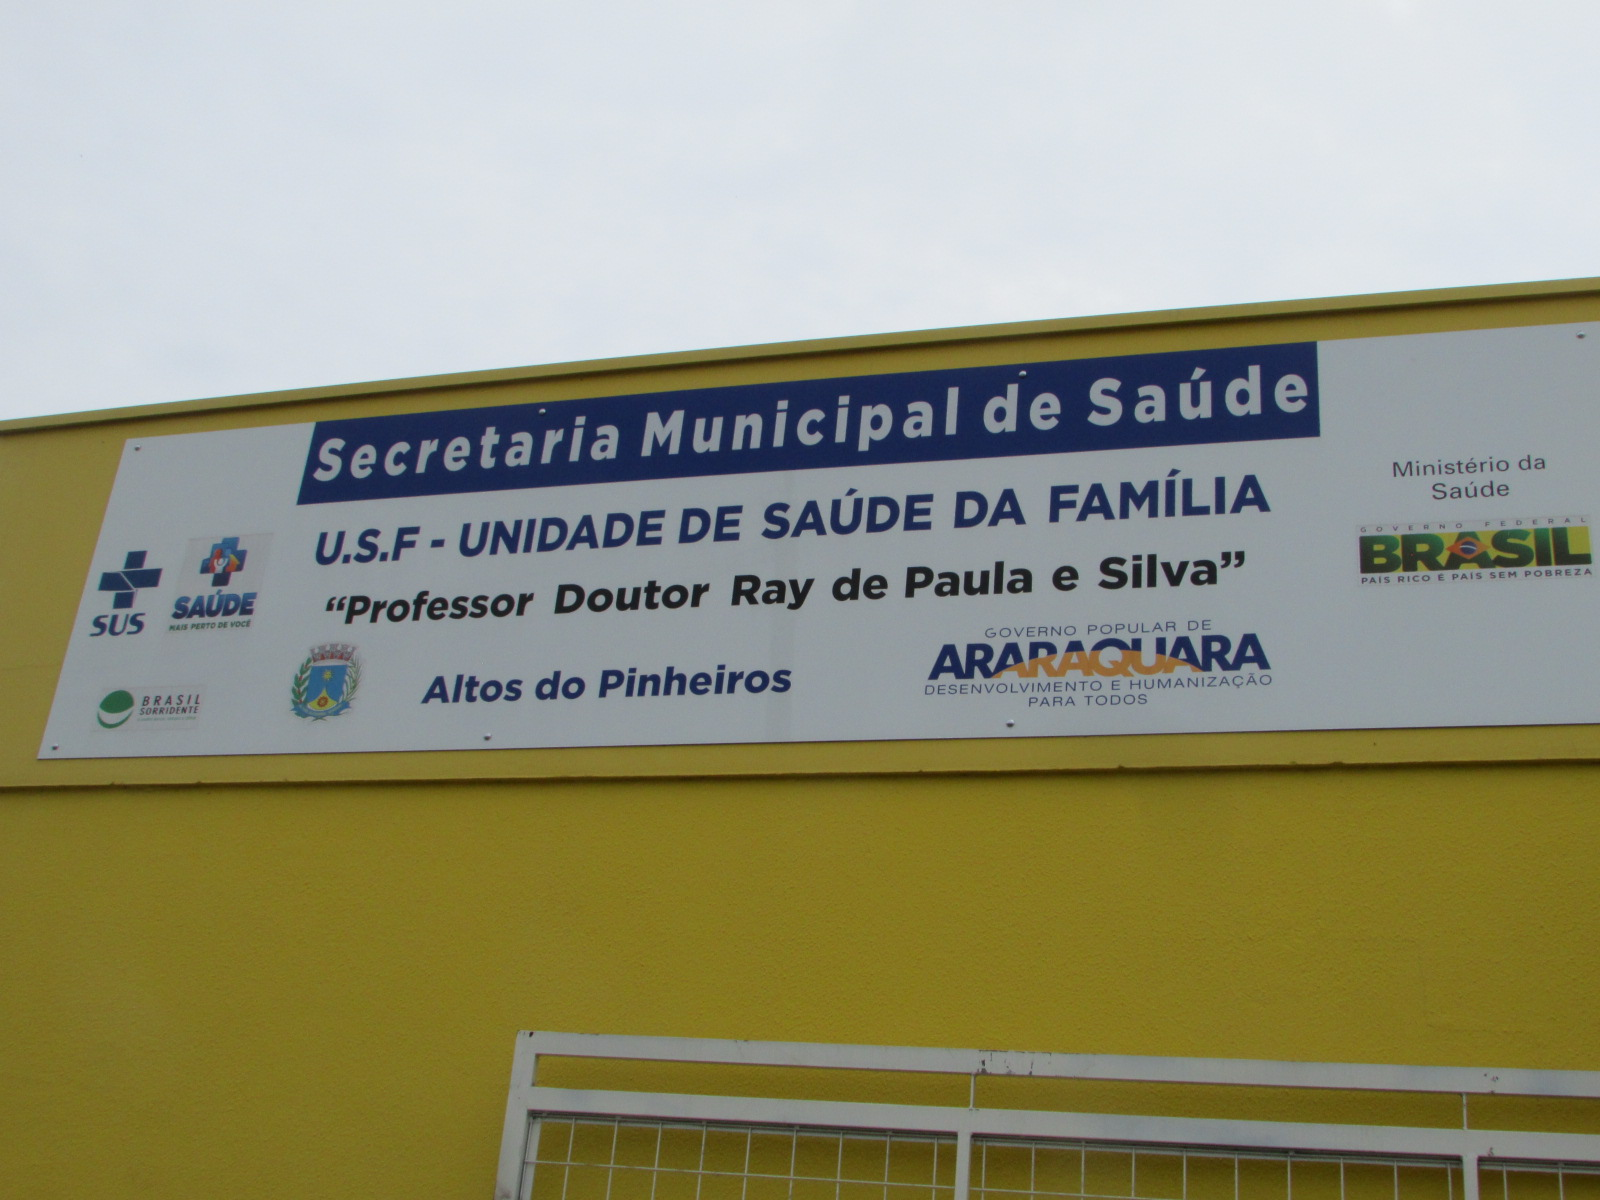 Secretaria Municipal de Saúde
U.S.F - UNIDADE DE SAÚDE DA FAMÍLIA
“Professor Doutor Ray de Paula e Silva”
Altos do Pinheiros
SUS
SAÚDE
MAIS PERTO DE VOCÊ
BRASIL
SORRIDENTE
GOVERNO POPULAR DE
ARARAQUARA
DESENVOLVIMENTO E HUMANIZAÇÃO
PARA TODOS
Ministério da
Saúde
GOVERNO FEDERAL
BRASIL
PAÍS RICO É PAÍS SEM POBREZA